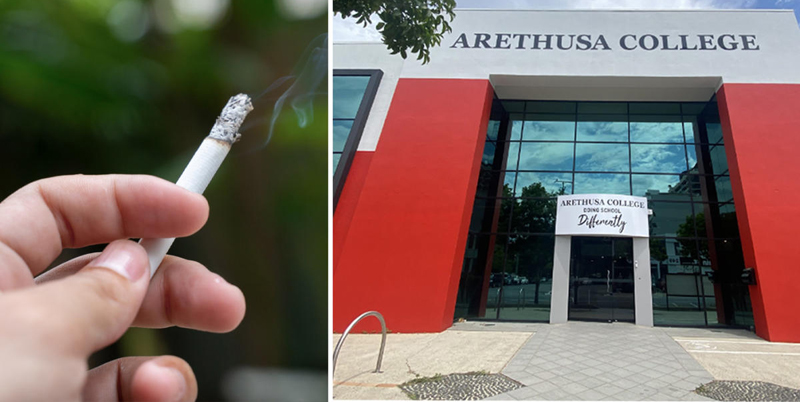 ARETHUSA COLLEGE
ARETHUSA COLLEGE
DOING SCHOOL
Differently